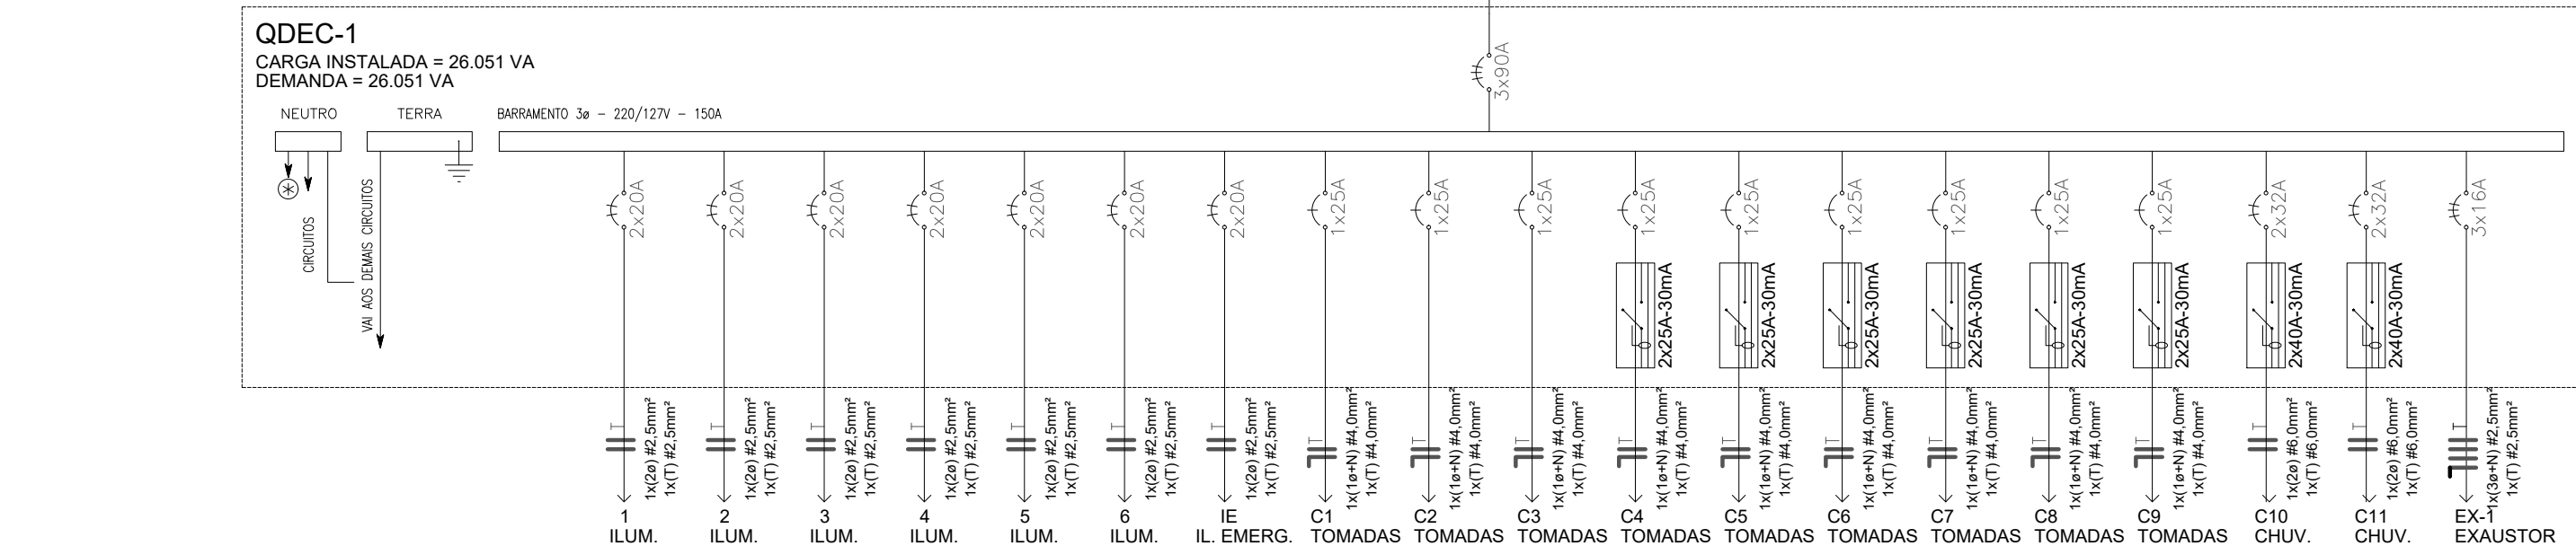 QDEC-1
CARGA INSTALADA = 26.051 VA
DEMANDA = 26.051 VA
3x90A
NEUTRO
TERRA
BARRAMENTO 3ø - 220/127V - 150A
CIRCUITOS
VAI AOS DEMAIS CIRCUITOS
2x20A
2x20A
2x20A
2x20A
2x20A
2x20A
2x20A
1x25A
1x25A
1x25A
1x25A
1x25A
1x25A
1x25A
1x25A
1x25A
2x32A
2x32A
3x16A
2x25A-30mA
2x25A-30mA
2x25A-30mA
2x25A-30mA
2x25A-30mA
2x25A-30mA
2x40A-30mA
2x40A-30mA
T
1x(2ø) #2,5mm²
1x(T) #2,5mm²
T
1x(2ø) #2,5mm²
1x(T) #2,5mm²
T
1x(2ø) #2,5mm²
1x(T) #2,5mm²
T
1x(2ø) #2,5mm²
1x(T) #2,5mm²
T
1x(2ø) #2,5mm²
1x(T) #2,5mm²
T
1x(2ø) #2,5mm²
1x(T) #2,5mm²
T
1x(2ø) #2,5mm²
1x(T) #2,5mm²
T
1x(1ø+N) #4,0mm²
1x(T) #4,0mm²
T
1x(1ø+N) #4,0mm²
1x(T) #4,0mm²
T
1x(1ø+N) #4,0mm²
1x(T) #4,0mm²
T
1x(1ø+N) #4,0mm²
1x(T) #4,0mm²
T
1x(1ø+N) #4,0mm²
1x(T) #4,0mm²
T
1x(1ø+N) #4,0mm²
1x(T) #4,0mm²
T
1x(1ø+N) #4,0mm²
1x(T) #4,0mm²
T
1x(1ø+N) #4,0mm²
1x(T) #4,0mm²
T
1x(1ø+N) #4,0mm²
1x(T) #4,0mm²
T
1x(2ø) #6,0mm²
1x(T) #6,0mm²
T
1x(2ø) #6,0mm²
1x(T) #6,0mm²
T
1x(3ø+N) #2,5mm²
1x(T) #2,5mm²
1 2 3 4 5 6 IE C1 C2 C3 C4 C5 C6 C7 C8 C9 C10 C11 EX-1
ILUM. ILUM. ILUM. ILUM. ILUM. ILUM. IL. EMERG. TOMADAS TOMADAS TOMADAS TOMADAS TOMADAS TOMADAS TOMADAS TOMADAS TOMADAS CHUV. CHUV. EXAUSTOR